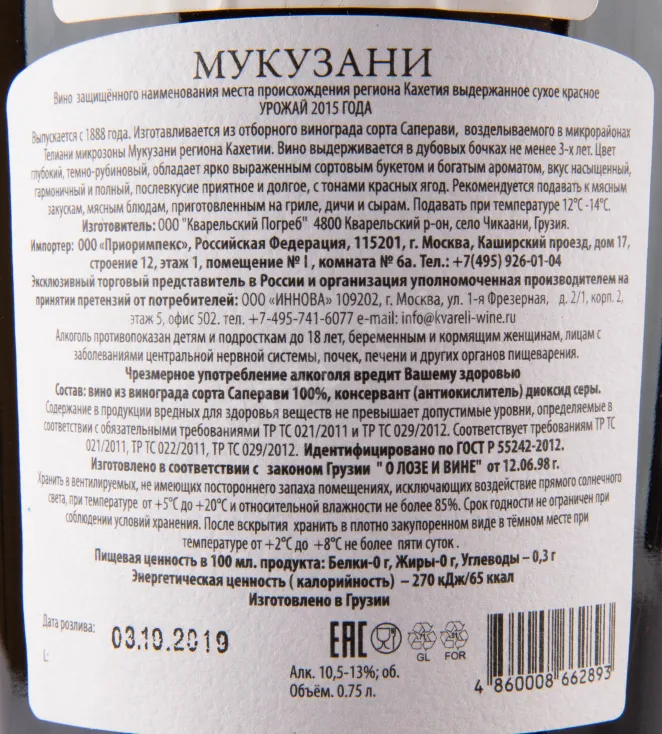 МУКУЗАНИ
Вино защищённого наименования места происхождения региона Кахетия выдержанное сухое красное
УРОЖАЙ 2015 ГОДА
Выпускается с 1888 года. Изготавливается из отборного винограда сорта Саперави, возделываемого в микрорайонах
Телиани микрозоны Мукузани региона Кахетии. Вино выдерживается в дубовых бочках не менее 3-х лет. Цвет
глубокий, темно-рубиновый, обладает ярко выраженным сортовым букетом и богатым ароматом, вкус насыщенный,
гармоничный и полный, послевкусие приятное и долгое, с тонами красных ягод. Рекомендуется подавать к мясным
закускам, мясным блюдам, приготовленным на гриле, дичи и сырам. Подавать при температуре 12°C -14°C.
Изготовитель: ООО "Кварельский Погреб" 4800 Кварельский р-он, село Чикаани, Грузия.
Импортер: ООО «Приоримпекс», Российская Федерация, 115201, г. Москва, Каширский проезд, дом 17,
строение 12, этаж 1, помещение № I , комната № 6а. Тел.: +7(495) 926-01-04
Эксклюзивный торговый представитель в России и организация уполномоченная производителем на
принятии претензий от потребителей: ООО «ИННОВА» 109202, г. Москва, ул. 1-я Фрезерная, д. 2/1, корп. 2,
этаж 5, офис 502. тел. +7-495-741-6077 e-mail: info@kvareli-wine.ru
Алкоголь противопоказан детям и подросткам до 18 лет, беременным и кормящим женщинам, лицам с
заболеваниями центральной нервной системы, почек, печени и других органов пищеварения.
Чрезмерное употребление алкоголя вредит Вашему здоровью
Состав: вино из винограда сорта Саперави 100%, консервант (антиокислитель) диоксид серы.
Содержание в продукции вредных для здоровья веществ не превышает допустимые уровни, определяемые в
соответствии с обязательными требованиями ТР ТС 021/2011 и ТР ТС 029/2012. Соответствует требованиям ТР ТС
021/2011, ТР ТС 022/2011, ТР ТС 029/2012. Идентифицировано по ГОСТ Р 55242-2012.
Изготовлено в соответствии с законом Грузии " О ЛОЗЕ И ВИНЕ" от 12.06.98 г.
Хранить в вентилируемых, не имеющих постороннего запаха помещениях, исключающих воздействие прямого солнечного
света, при температуре от +5°C до +20°C и относительной влажности не более 85%. Срок годности не ограничен при
соблюдении условий хранения. После вскрытия хранить в плотно закупоренном виде в тёмном месте при
температуре от +2°C до +8°C не более пяти суток .
Пищевая ценность в 100 мл. продукта: Белки-0 г, Жиры-0 г, Углеводы – 0,3 г
Энергетическая ценность ( калорийность) – 270 кДж/65 ккал
Изготовлено в Грузии
Дата розлива: 03.10.2019
L:
EAC
GL FOR
Алк. 10,5-13%; об.
Объём. 0.75 л.
4 860008 662893